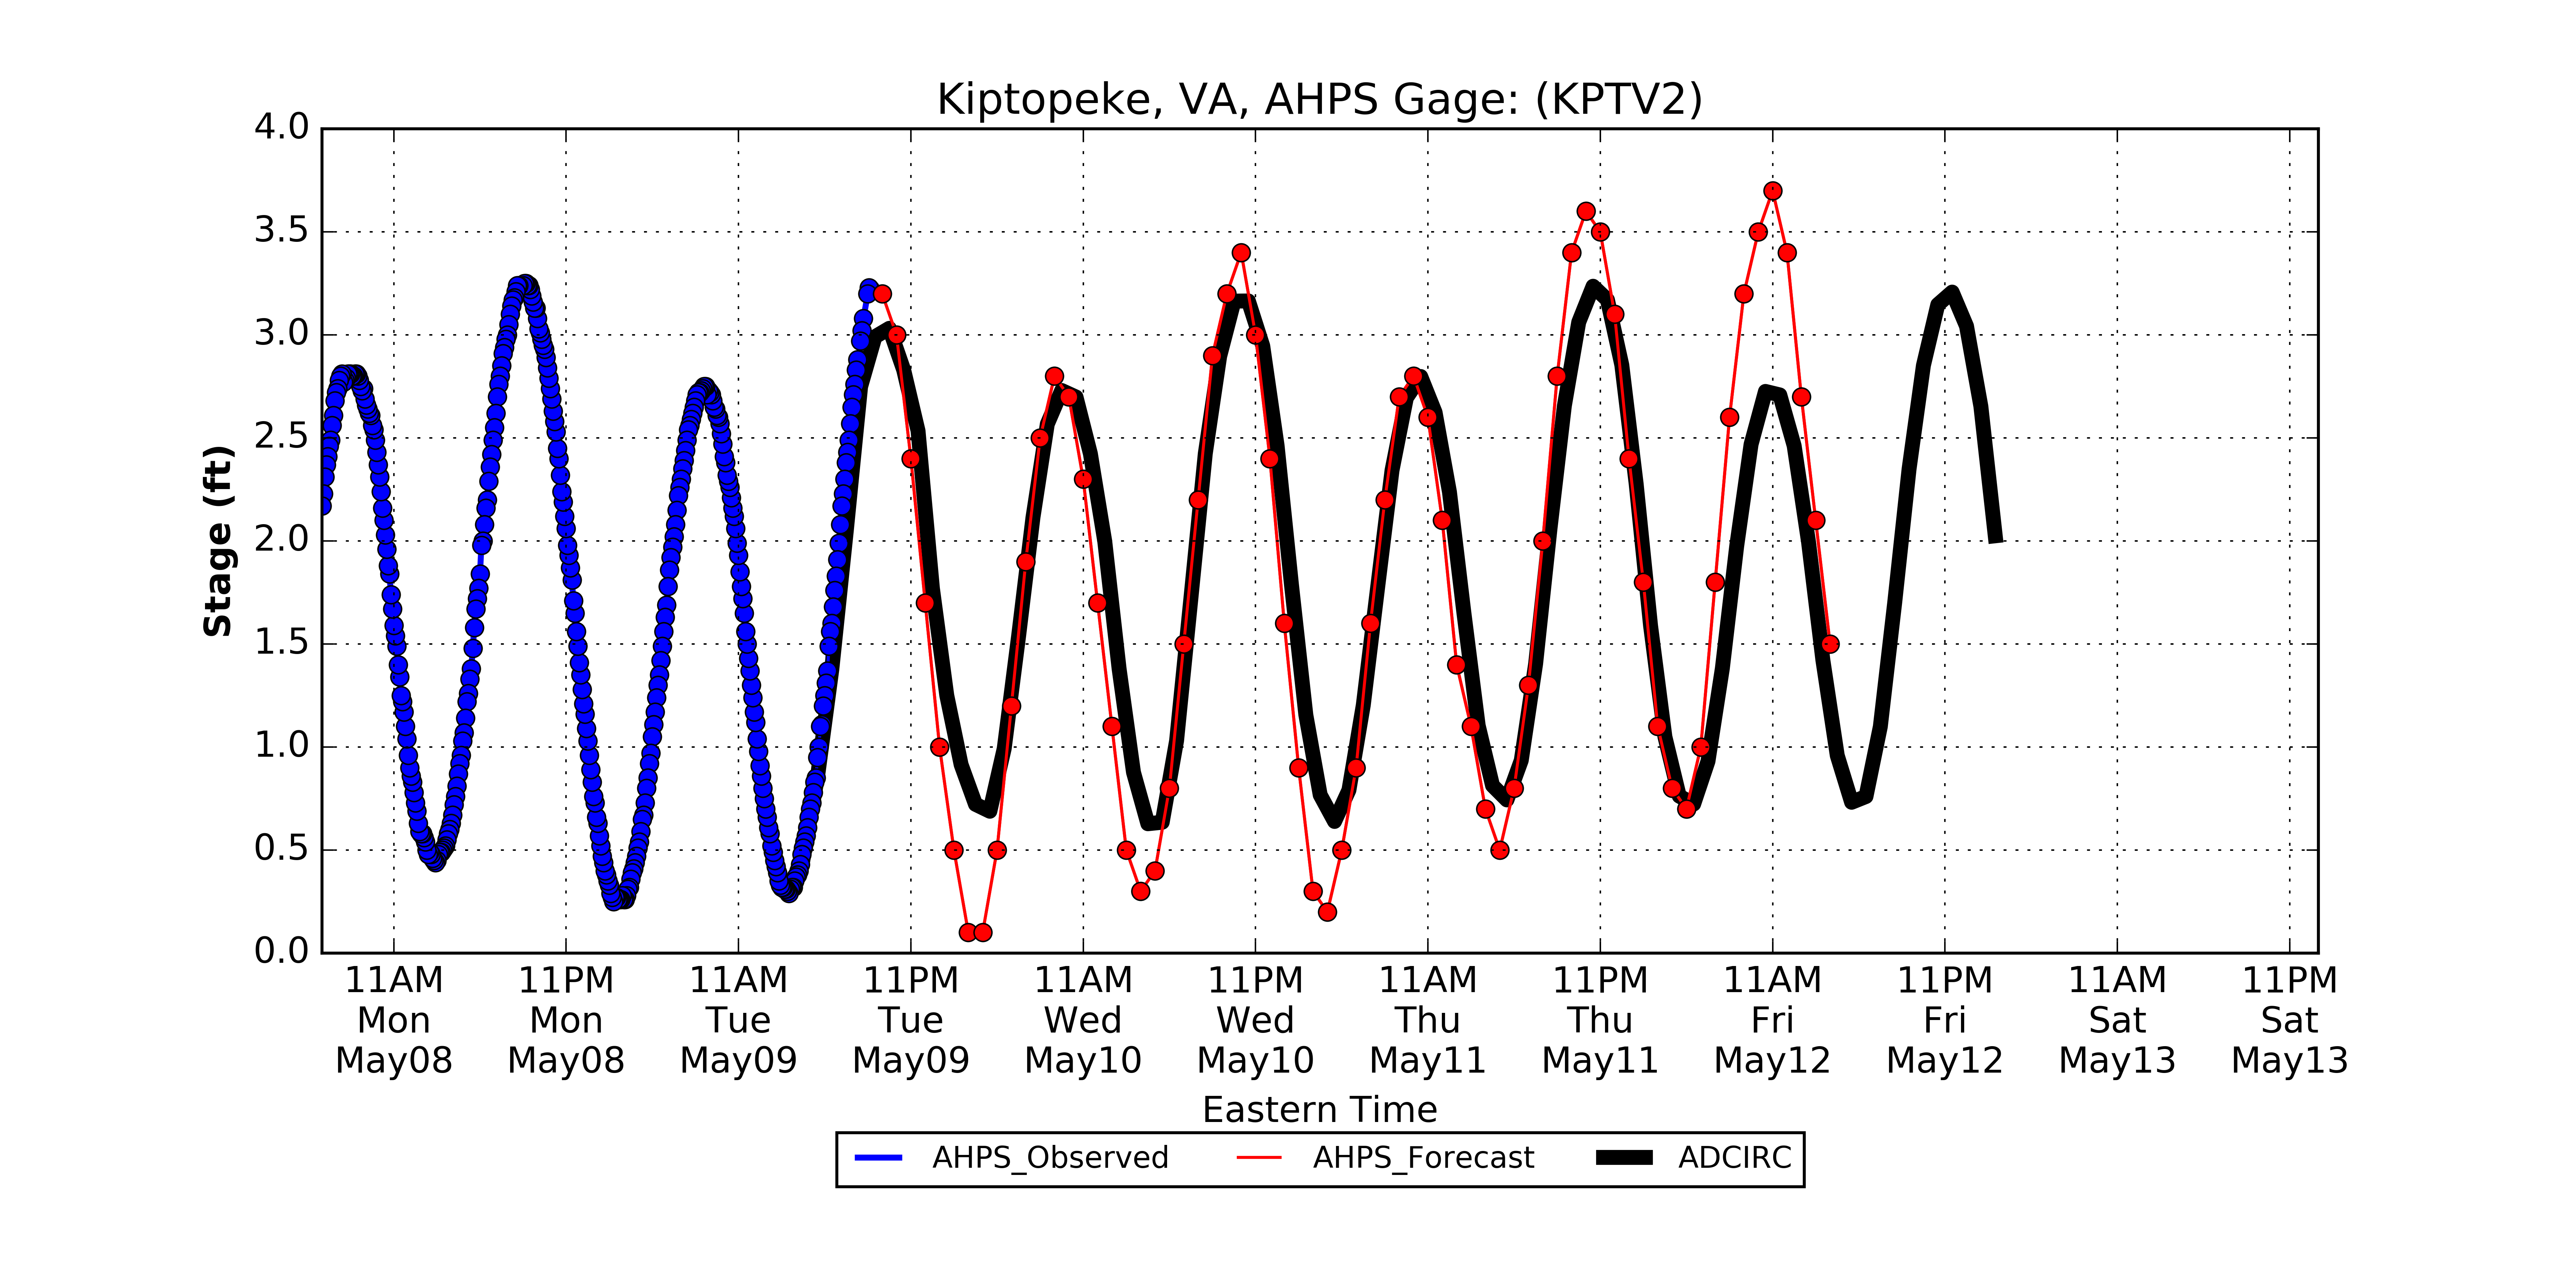 Kiptopeke, VA, AHPS Gage: (KPTV2)
4.0
3.5
3.0
2.5
2.0
1.5
1.0
0.5
0.0
Stage (ft)
11AM 11PM 11AM 11PM 11AM 11PM 11AM 11PM 11AM 11PM 11AM 11PM
Mon Mon Tue Tue Wed Wed Thu Thu Fri Fri Sat Sat
May08 May08 May09 May09 May10 May10 May11 May11 May12 May12 May13 May13
Eastern Time
AHPS_Observed AHPS_Forecast ADCIRC